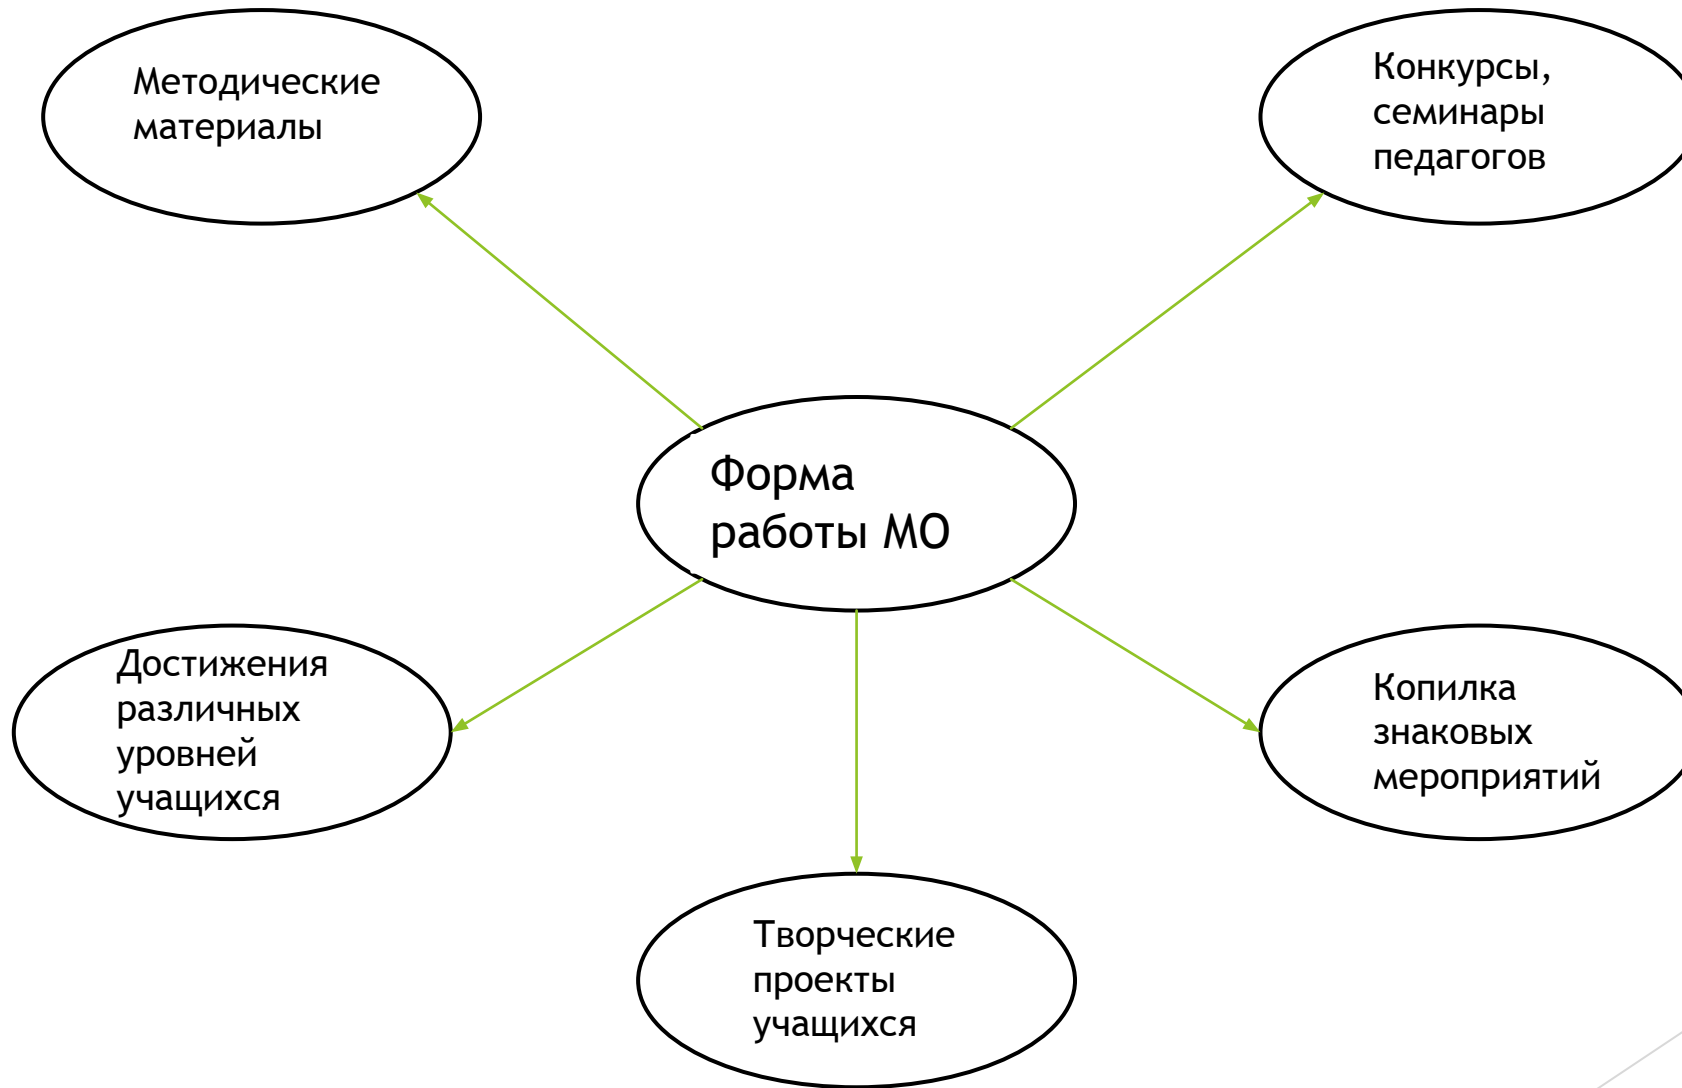 Методические
материалы
Конкурсы,
семинары
педагогов
Форма
работы МО
Достижения
различных
уровней
учащихся
Копилка
знаковых
мероприятий
Творческие
проекты
учащихся